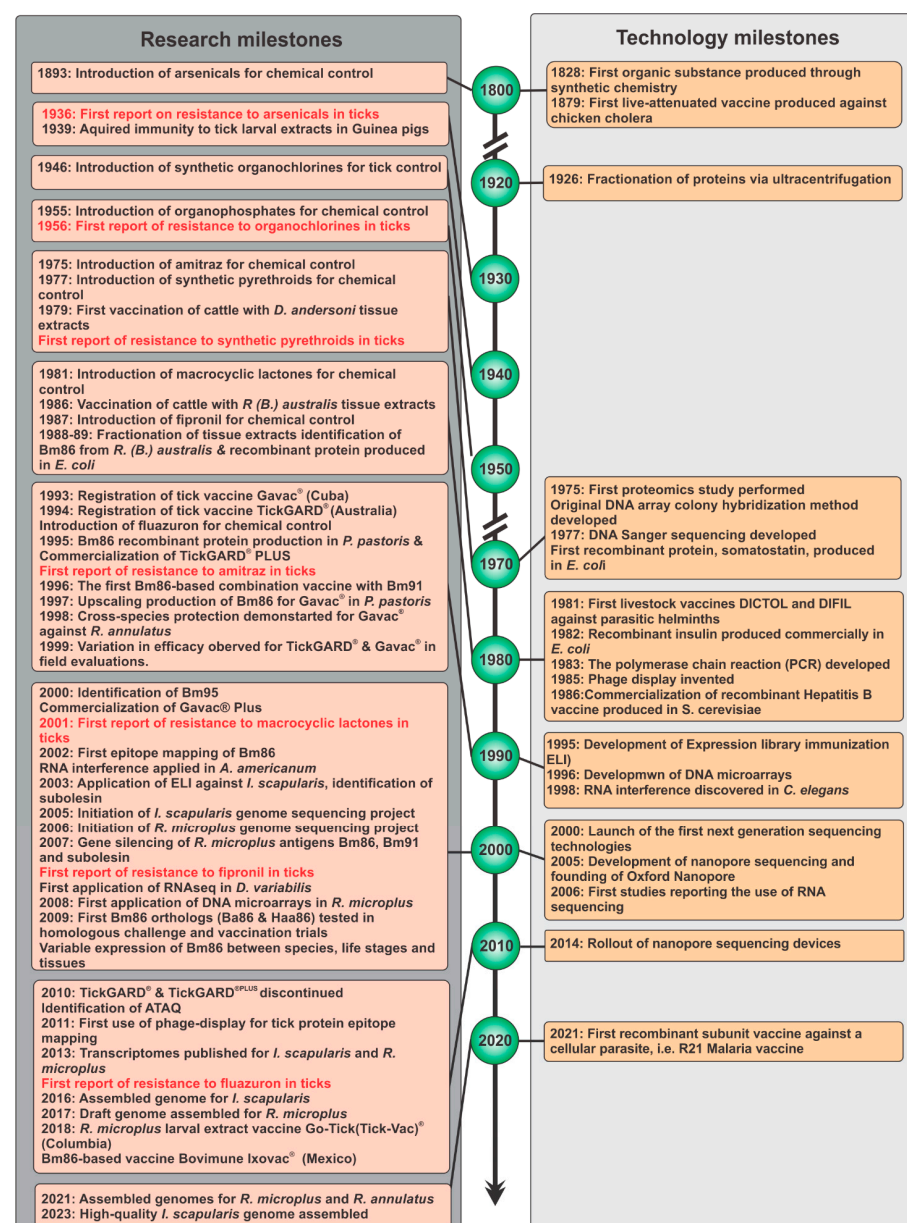 Research milestones
1893: Introduction of arsenicals for chemical control
1936: First report on resistance to arsenicals in ticks
1939: Aquired immunity to tick larval extracts in Guinea pigs
1946: Introduction of synthetic organochlorines for tick control
1955: Introduction of organophosphates for chemical control
1956: First report of resistance to organochlorines in ticks
1975: Introduction of amitraz for chemical control
1977: Introduction of synthetic pyrethroids for chemical
control
1979: First vaccination of cattle with D. andersoni tissue
extracts
First report of resistance to synthetic pyrethroids in ticks
1981: Introduction of macrocyclic lactones for chemical
control
1986: Vaccination of cattle with R (B.) australis tissue extracts
1987: Introduction of fipronil for chemical control
1988-89: Fractionation of tissue extracts identification of
Bm86 from R. (B.) australis & recombinant protein produced
in E. coli
1993: Registration of tick vaccine Gavac® (Cuba)
1994: Registration of tick vaccine TickGARD® (Australia)
Introduction of fluazuron for chemical control
1995: Bm86 recombinant protein production in P. pastoris &
Commercialization of TickGARD® PLUS
First report of resistance to amitraz in ticks
1996: The first Bm86-based combination vaccine with Bm91
1997: Upscaling production of Bm86 for Gavac® in P. pastoris
1998: Cross-species protection demonstarted for Gavac®
against R. annulatus
1999: Variation in efficacy oberved for TickGARD® & Gavac® in
field evaluations.
2000: Identification of Bm95
Commercialization of Gavac® Plus
2001: First report of resistance to macrocyclic lactones in
ticks
2002: First epitope mapping of Bm86
RNA interference applied in A. americanum
2003: Application of ELI against I. scapularis, identification of
subolesin
2005: Initiation of I. scapularis genome sequencing project
2006: Initiation of R. microplus genome sequencing project
2007: Gene silencing of R. microplus antigens Bm86, Bm91
and subolesin
First report of resistance to fipronil in ticks
First application of RNAseq in D. variabilis
2008: First application of DNA microarrays in R. microplus
2009: First Bm86 orthologs (Ba86 & Haa86) tested in
homologous challenge and vaccination trials
Variable expression of Bm86 between species, life stages and
tissues
2010: TickGARD® & TickGARD®PLUS discontinued
Identification of ATAQ
2011: First use of phage-display for tick protein epitope
mapping
2013: Transcriptomes published for I. scapularis and R.
microplus
First report of resistance to fluazuron in ticks
2016: Assembled genome for I. scapularis
2017: Draft genome assembled for R. microplus
2018: R. microplus larval extract vaccine Go-Tick(Tick-Vac)®
(Columbia)
Bm86-based vaccine Bovimune Ixovac® (Mexico)
2021: Assembled genomes for R. microplus and R. annulatus
2023: High-quality I. scapularis genome assembled
1800
1920
1930
1940
1950
1970
1980
1990
2000
2010
2020
Technology milestones
1828: First organic substance produced through
synthetic chemistry
1879: First live-attenuated vaccine produced against
chicken cholera
1926: Fractionation of proteins via ultracentrifugation
1975: First proteomics study performed
Original DNA array colony hybridization method
developed
1977: DNA Sanger sequencing developed
First recombinant protein, somatostatin, produced
in E. coli
1981: First livestock vaccines DICTOL and DIFIL
against parasitic helminths
1982: Recombinant insulin produced commercially in
E. coli
1983: The polymerase chain reaction (PCR) developed
1985: Phage display invented
1986:Commercialization of recombinant Hepatitis B
vaccine produced in S. cerevisiae
1995: Development of Expression library immunization
ELI)
1996: Developmwn of DNA microarrays
1998: RNA interference discovered in C. elegans
2000: Launch of the first next generation sequencing
technologies
2005: Development of nanopore sequencing and
founding of Oxford Nanopore
2006: First studies reporting the use of RNA
sequencing
2014: Rollout of nanopore sequencing devices
2021: First recombinant subunit vaccine against a
cellular parasite, i.e. R21 Malaria vaccine